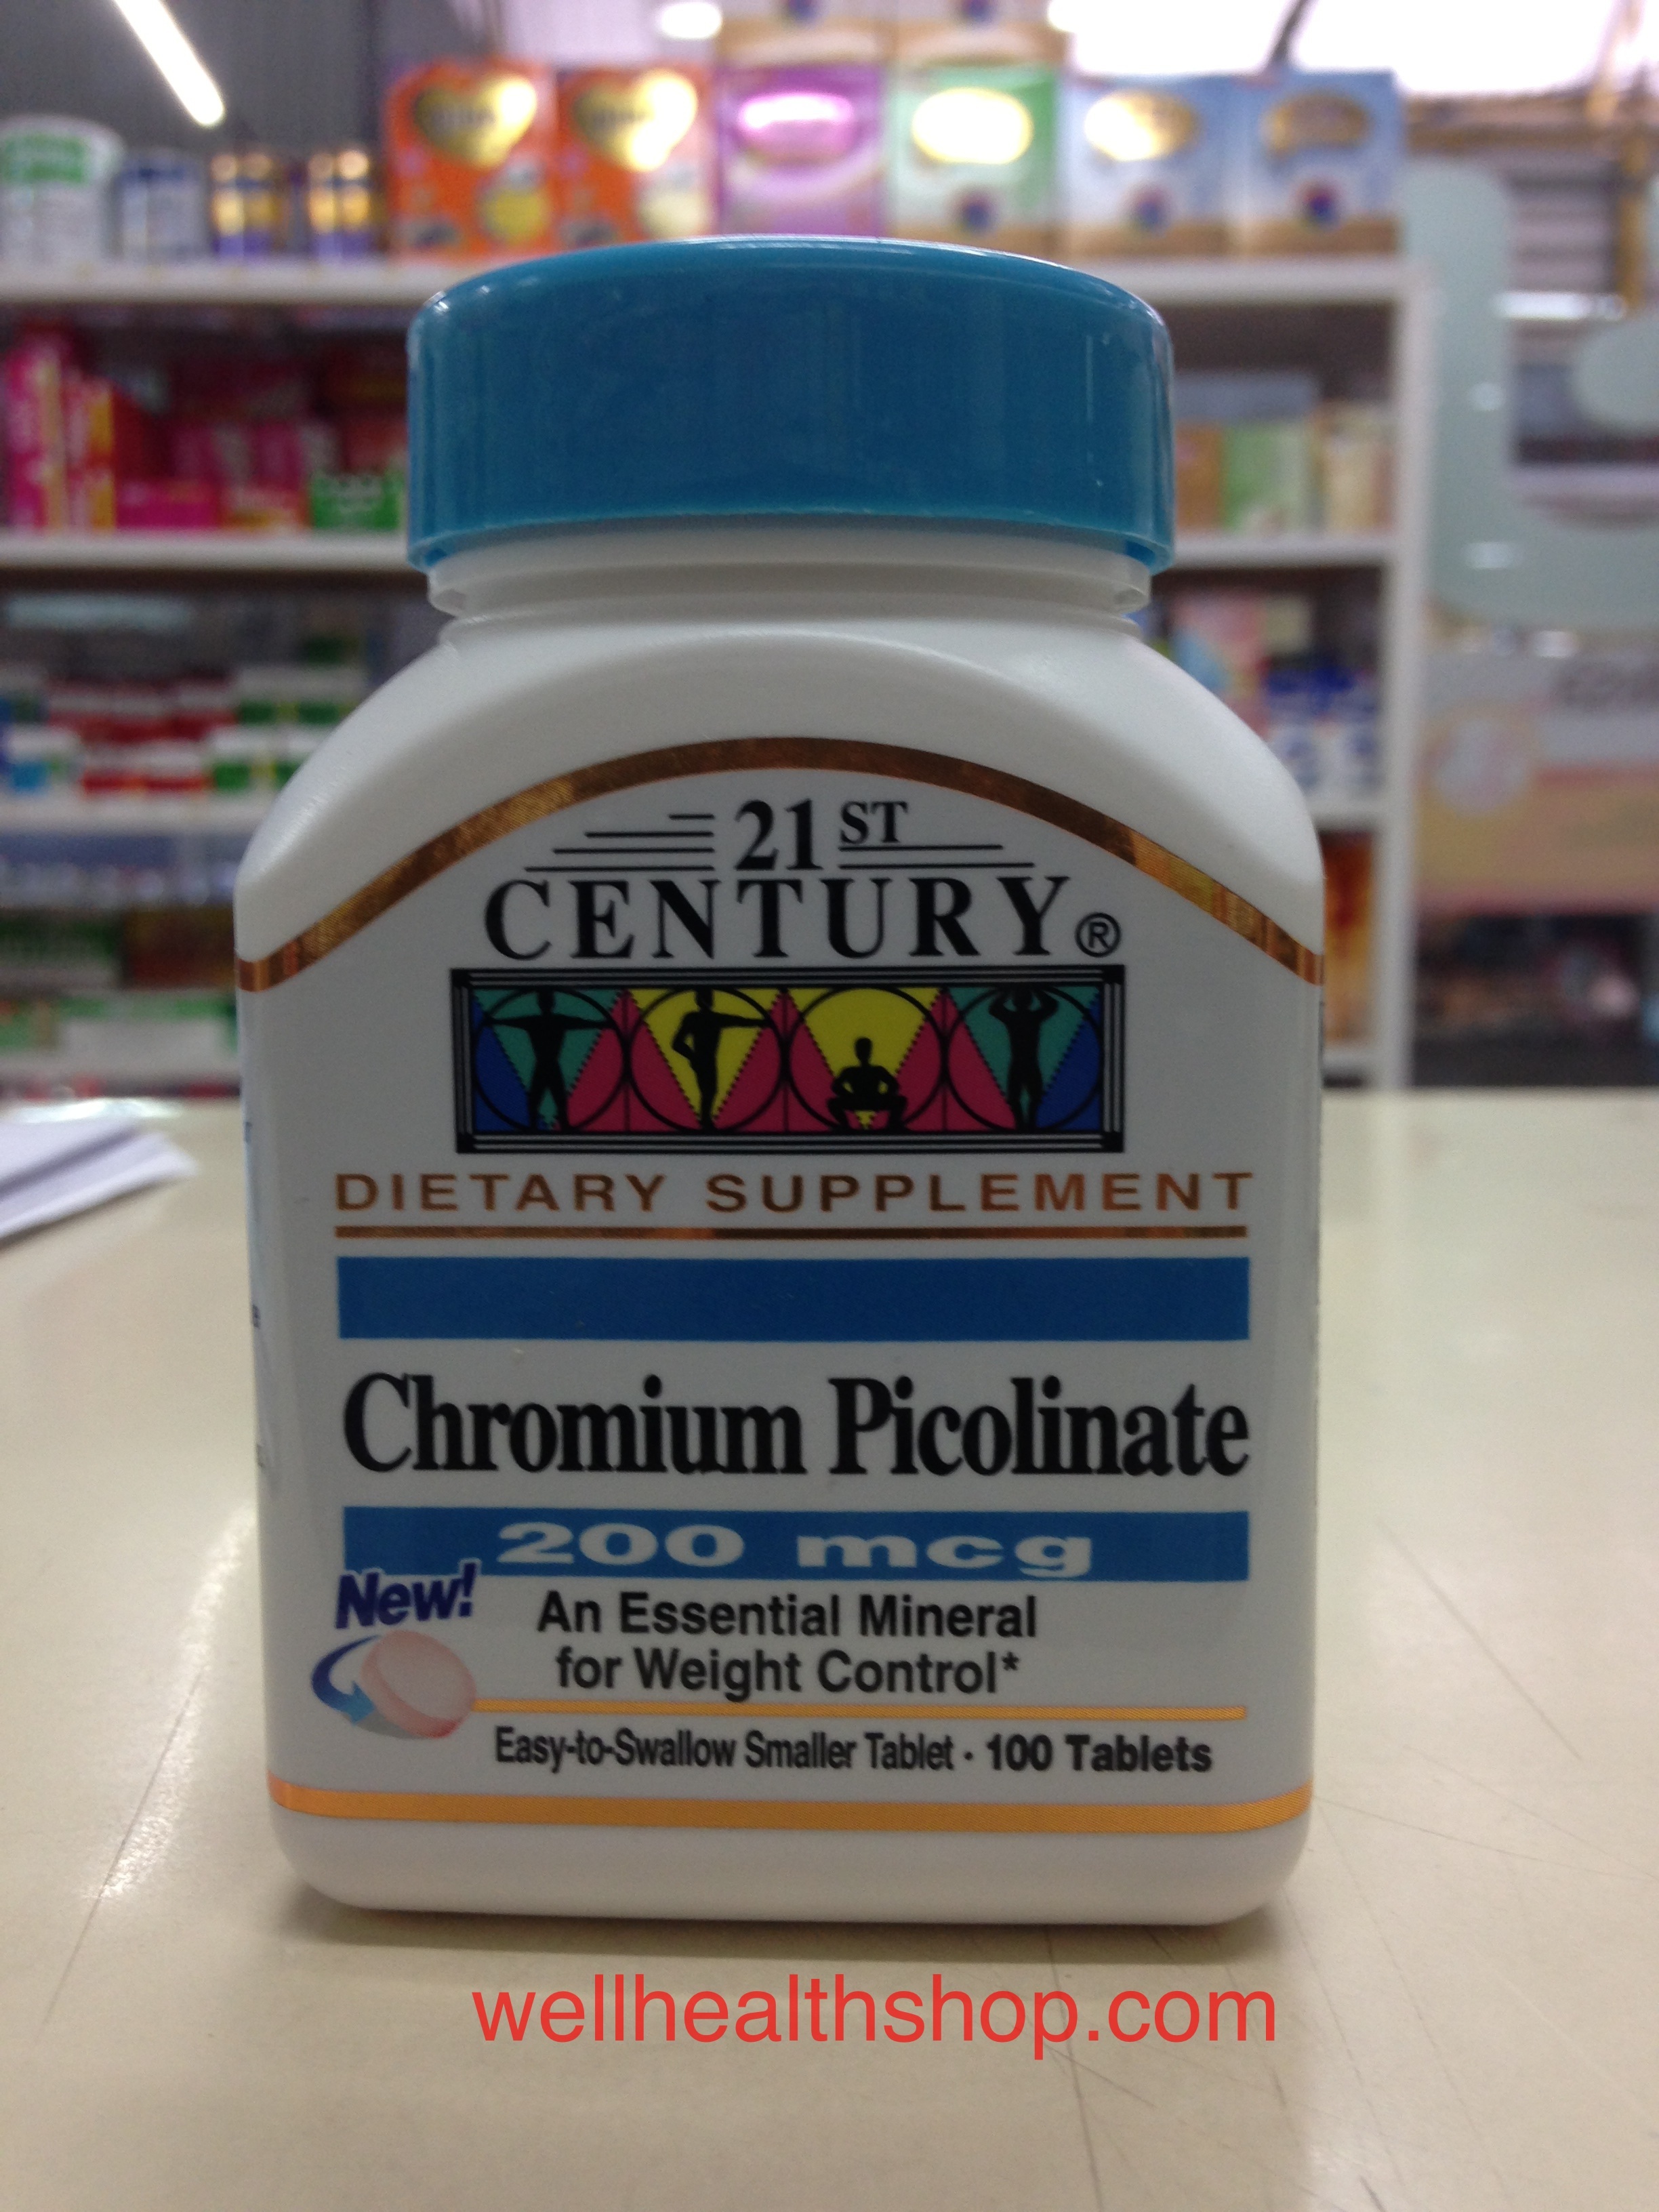 21ST
CENTURY®
DIETARY SUPPLEMENT
Chromium Picolinate
200 mcg
New!
An Essential Mineral
for Weight Control*
Easy-to-Swallow Smaller Tablet · 100 Tablets
wellhealthshop.com